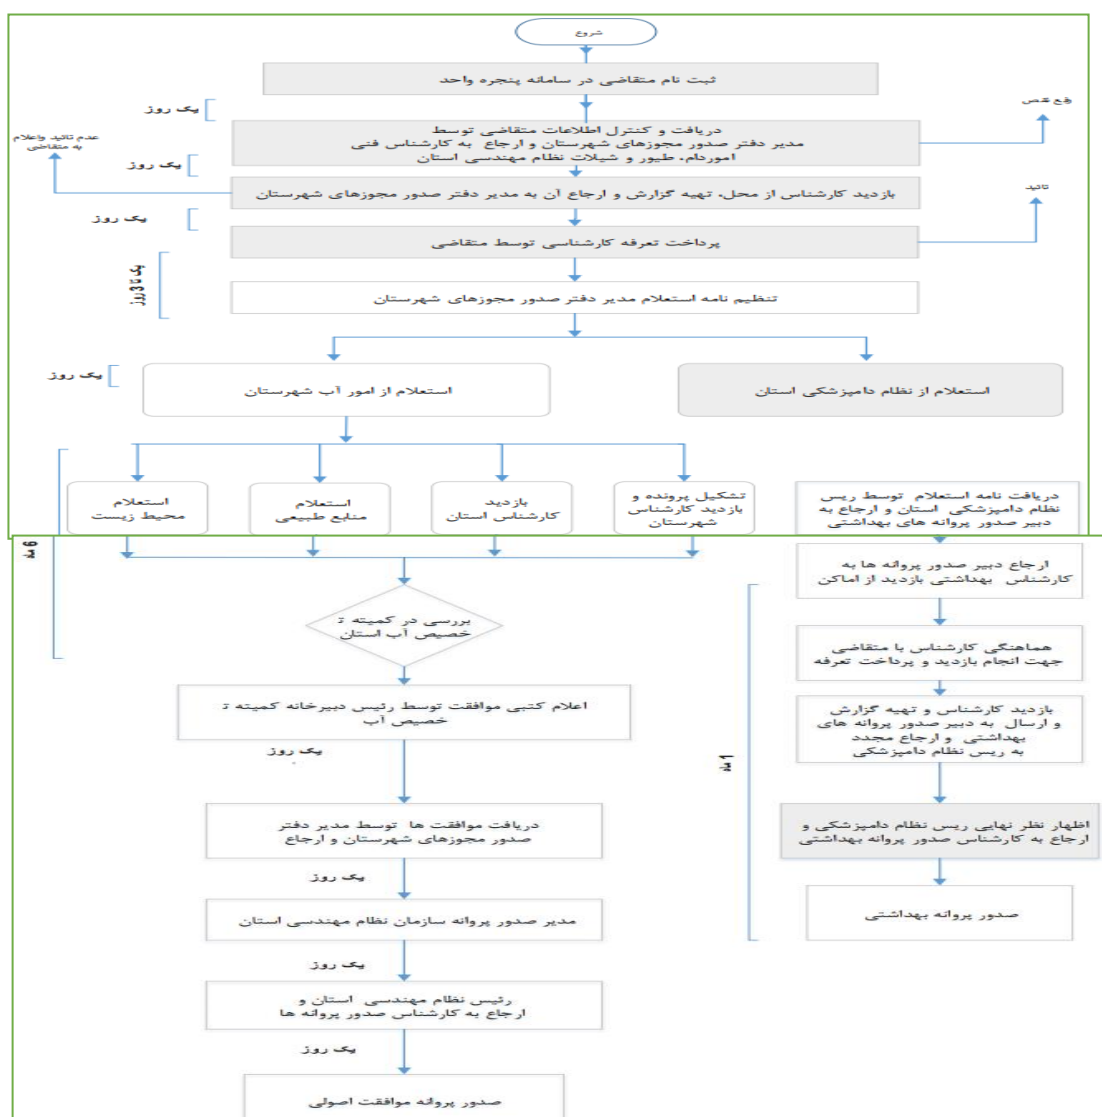 شروع
ثبت نام متقاضی در سامانه پنجره واحد
یک روز
رفع نقص
دریافت و کنترل اطلاعات متقاضی توسط
مدیر دفتر صدور مجوزهای شهرستان و ارجاع به کارشناس فنی
اموردام، طیور و شیلات نظام مهندسی استان
عدم تائید واعلام
به متقاضی
یک روز
تائید
بازدید کارشناس از محل، تهیه گزارش و ارجاع آن به مدیر دفتر صدور مجوزهای شهرستان
یک روز
پرداخت تعرفه کارشناسی توسط متقاضی
یک تا 3 روز
تنظیم نامه استعلام مدیر دفتر صدور مجوزهای شهرستان
یک روز
استعلام از نظام دامپزشکی استان
استعلام از امور آب شهرستان
دریافت نامه استعلام توسط ریس
نظام دامپزشکی استان و ارجاع به
دبیر صدور پروانه های بهداشتی
تشکیل پرونده و
بازدید کارشناس
شهرستان
بازدید
کارشناس استان
استعلام
منابع طبیعی
استعلام
محیط زیست
6 ماه
ارجاع دبیر صدور پروانه ها به
کارشناس بهداشتی بازدید از اماکن
بررسی در کمیته ت
خصیص آب استان
هماهنگی کارشناس با متقاضی
جهت انجام بازدید و پرداخت تعرفه
اعلام کتبی موافقت توسط رئیس دبیرخانه کمیته ت
خصیص آب
بازدید کارشناس و تهیه گزارش
و ارسال به دبیر صدور پروانه های
بهداشتی و ارجاع مجدد
به ریس نظام دامپزشکی
یک روز
1 ماه
دریافت موافقت ها توسط مدیر دفتر
صدور مجوزهای شهرستان و ارجاع
اظهار نظر نهایی ریس نظام دامپزشکی و
ارجاع به کارشناس صدور پروانه بهداشتی
یک روز
صدور پروانه بهداشتی
مدیر صدور پروانه سازمان نظام مهندسی استان
یک روز
رئیس نظام مهندسی استان و
ارجاع به کارشناس صدور پروانه ها
یک روز
صدور پروانه موافقت اصولی